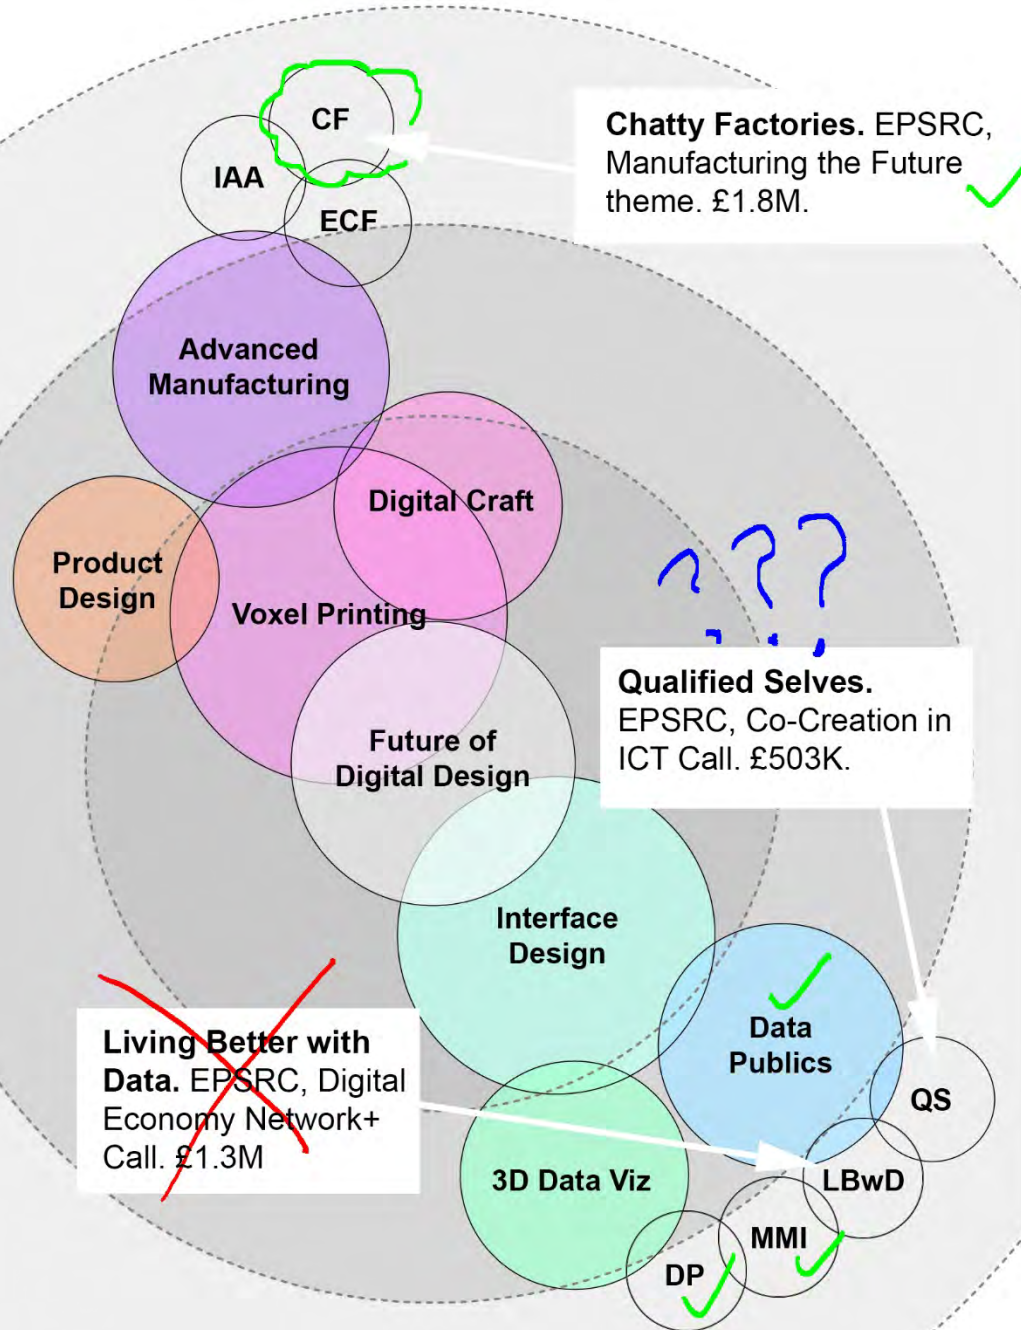 CF
IAA
ECF
Chatty Factories. EPSRC,
Manufacturing the Future
theme. £1.8M.
Advanced
Manufacturing
Digital Craft
Product
Design
Voxel Printing
? ? ?
Qualified Selves.
EPSRC, Co-Creation in
ICT Call. £503K.
Future of
Digital Design
Interface
Design
Data
Publics
Living Better with
Data. EPSRC, Digital
Economy Network+
Call. £1.3M
QS
LBwD
3D Data Viz
MMI
DP